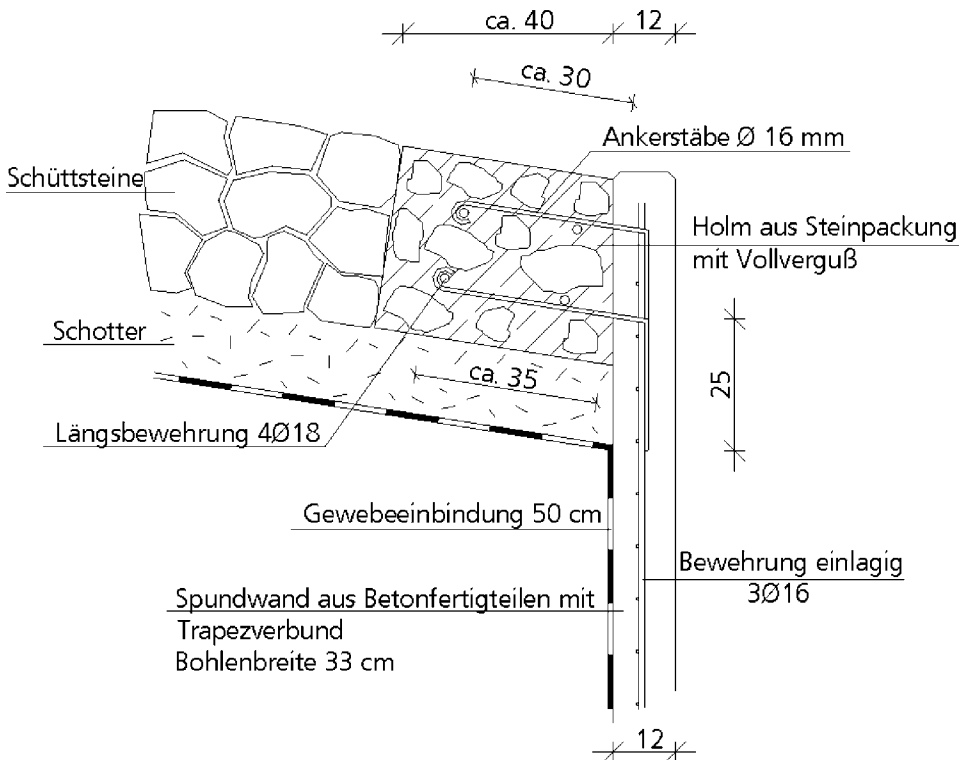 ca. 40
12
ca. 30
Ankerstäbe Ø 16 mm
Schüttsteine
Holm aus Steinpackung
mit Vollverguß
Schotter
ca. 35
25
Längsbewehrung 4Ø18
Gewebeeinbindung 50 cm
Bewehrung einlagig
3Ø16
Spundwand aus Betonfertigteilen mit
Trapezverbund
Bohlenbreite 33 cm
12